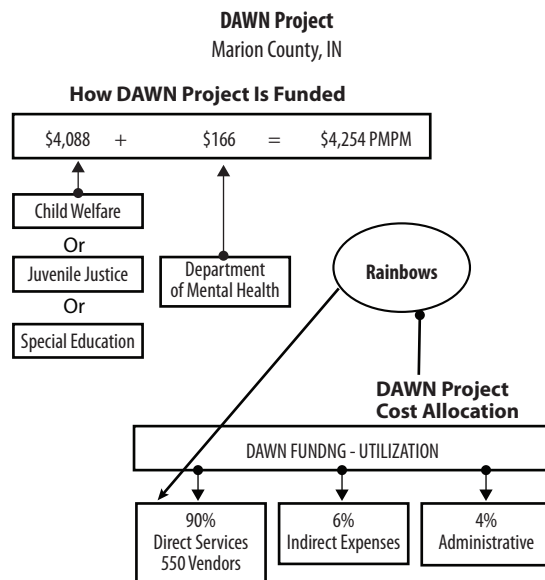 DAWN Project
Marion County, IN
How DAWN Project Is Funded
$4,088 + $166 = $4,254 PMPM
Child Welfare
Or
Juvenile Justice
Or
Special Education
Department
of Mental Health
Rainbows
DAWN Project
Cost Allocation
DAWN FUNDNG - UTILIZATION
90%
Direct Services
550 Vendors
6%
Indirect Expenses
4%
Administrative